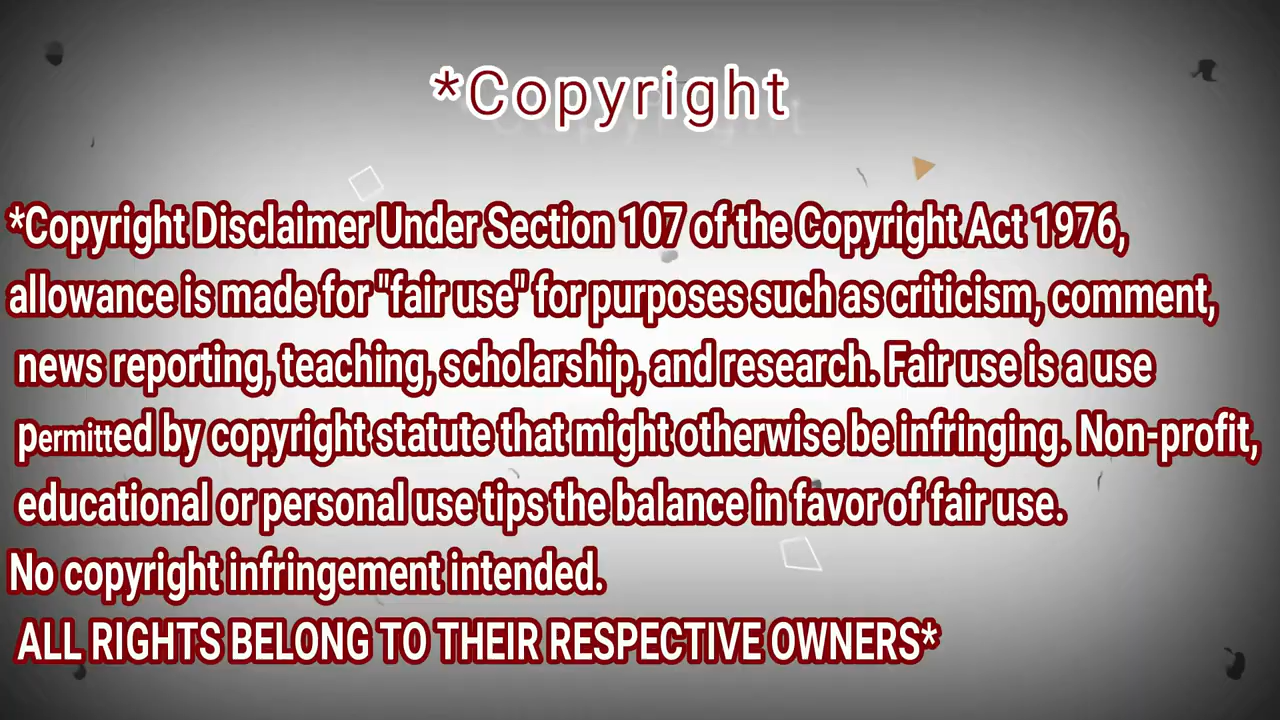 *Copyright
*Copyright Disclaimer Under Section 107 of the Copyright Act 1976,
allowance is made for "fair use" for purposes such as criticism, comment,
news reporting, teaching, scholarship, and research. Fair use is a use
permitted by copyright statute that might otherwise be infringing. Non-profit,
educational or personal use tips the balance in favor of fair use.
No copyright infringement intended.
ALL RIGHTS BELONG TO THEIR RESPECTIVE OWNERS*